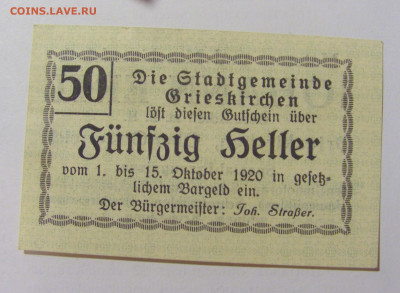 COINS.LAVE.RU
50
Die Stadtgemeinde
Grieskirchen
löst diesen Gutschein über
Fünfzig Heller
vom 1. bis 15. Oktober 1920 in gesetz-
lichem Bargeld ein.
Der Bürgermeister: Joh. Straßer.